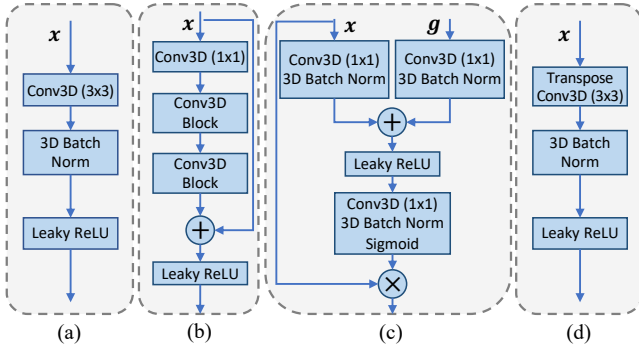 x
Conv3D (3x3)
3D Batch
Norm
Leaky ReLU
(a)
x
Conv3D (1x1)
Conv3D
Block
Conv3D
Block
+
Leaky ReLU
(b)
x
g
Conv3D (1x1)
3D Batch Norm
Conv3D (1x1)
3D Batch Norm
+
Leaky ReLU
Conv3D (1x1)
3D Batch Norm
Sigmoid
×
(c)
x
Transpose
Conv3D (3x3)
3D Batch
Norm
Leaky ReLU
(d)